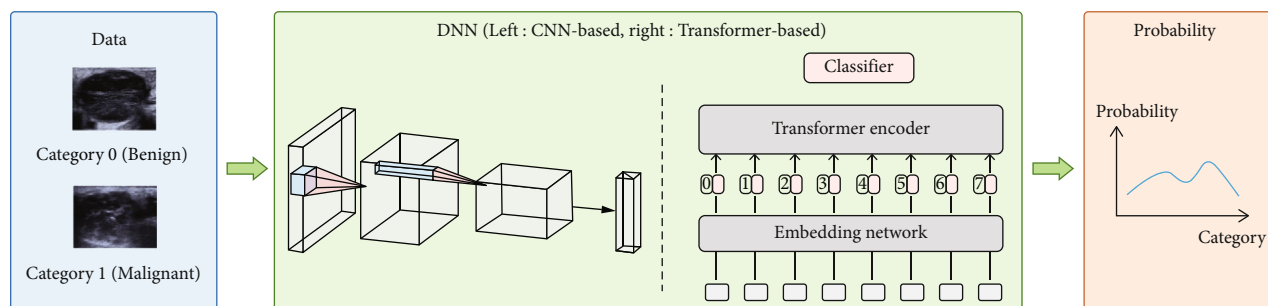 Data
Category 0 (Benign)
Category 1 (Malignant)
DNN (Left : CNN-based, right : Transformer-based)
Classifier
Transformer encoder
0 1 2 3 4 5 6 7
Embedding network
Probability
Probability
Category